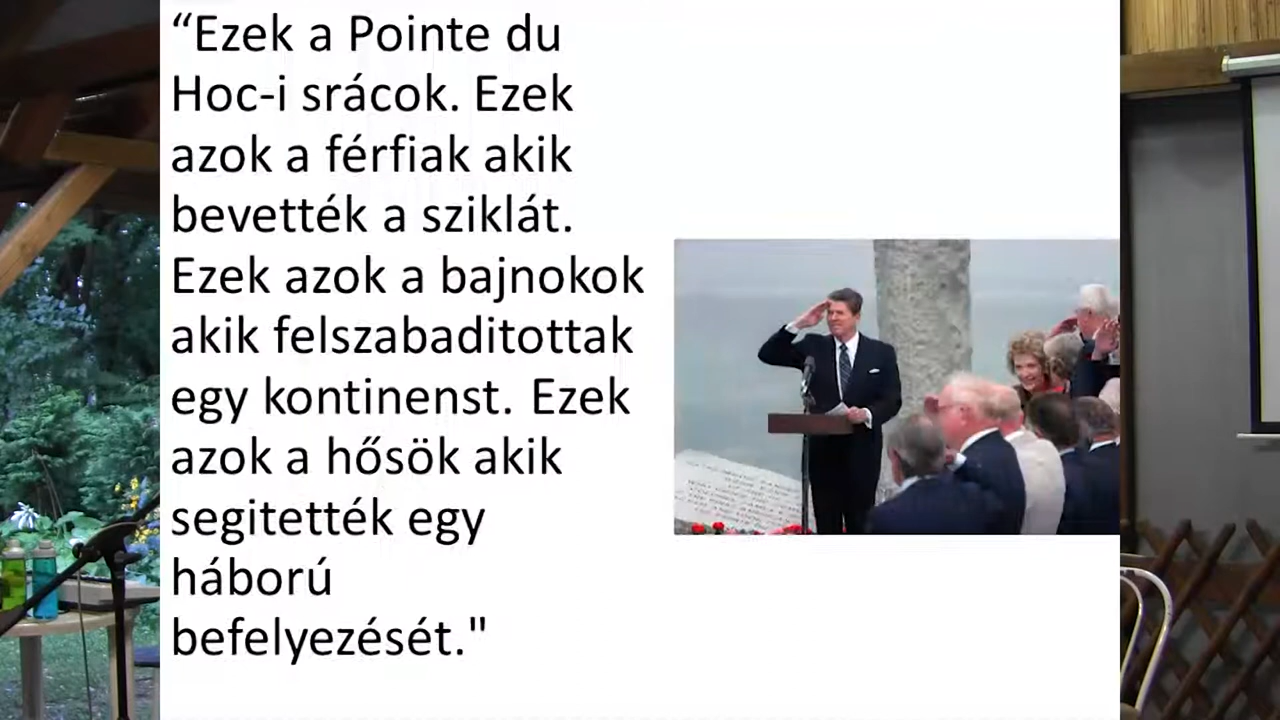 “Ezek a Pointe du
Hoc-i srácok. Ezek
azok a férfiak akik
bevették a sziklát.
Ezek azok a bajnokok
akik felszabaditottak
egy kontinenst. Ezek
azok a hősök akik
segitették egy
háború
befelyezését."